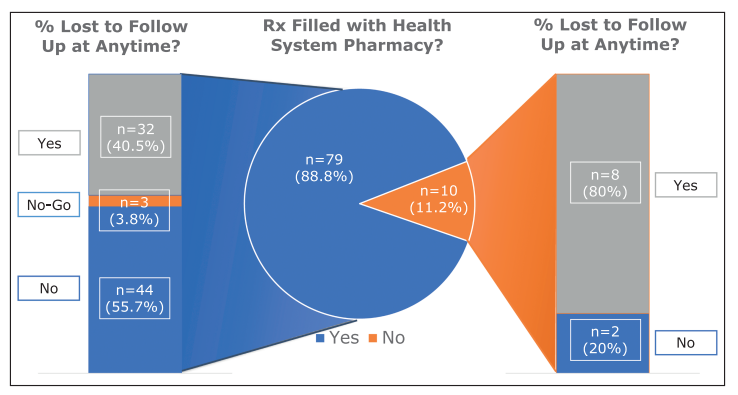 % Lost to Follow
Up at Anytime?
Rx Filled with Health
System Pharmacy?
% Lost to Follow
Up at Anytime?
Yes
n=32
(40.5%)
No-Go
n=3
(3.8%)
No
n=44
(55.7%)
n=79
(88.8%)
n=10
(11.2%)
Yes No
n=8
(80%)
Yes
n=2
(20%)
No